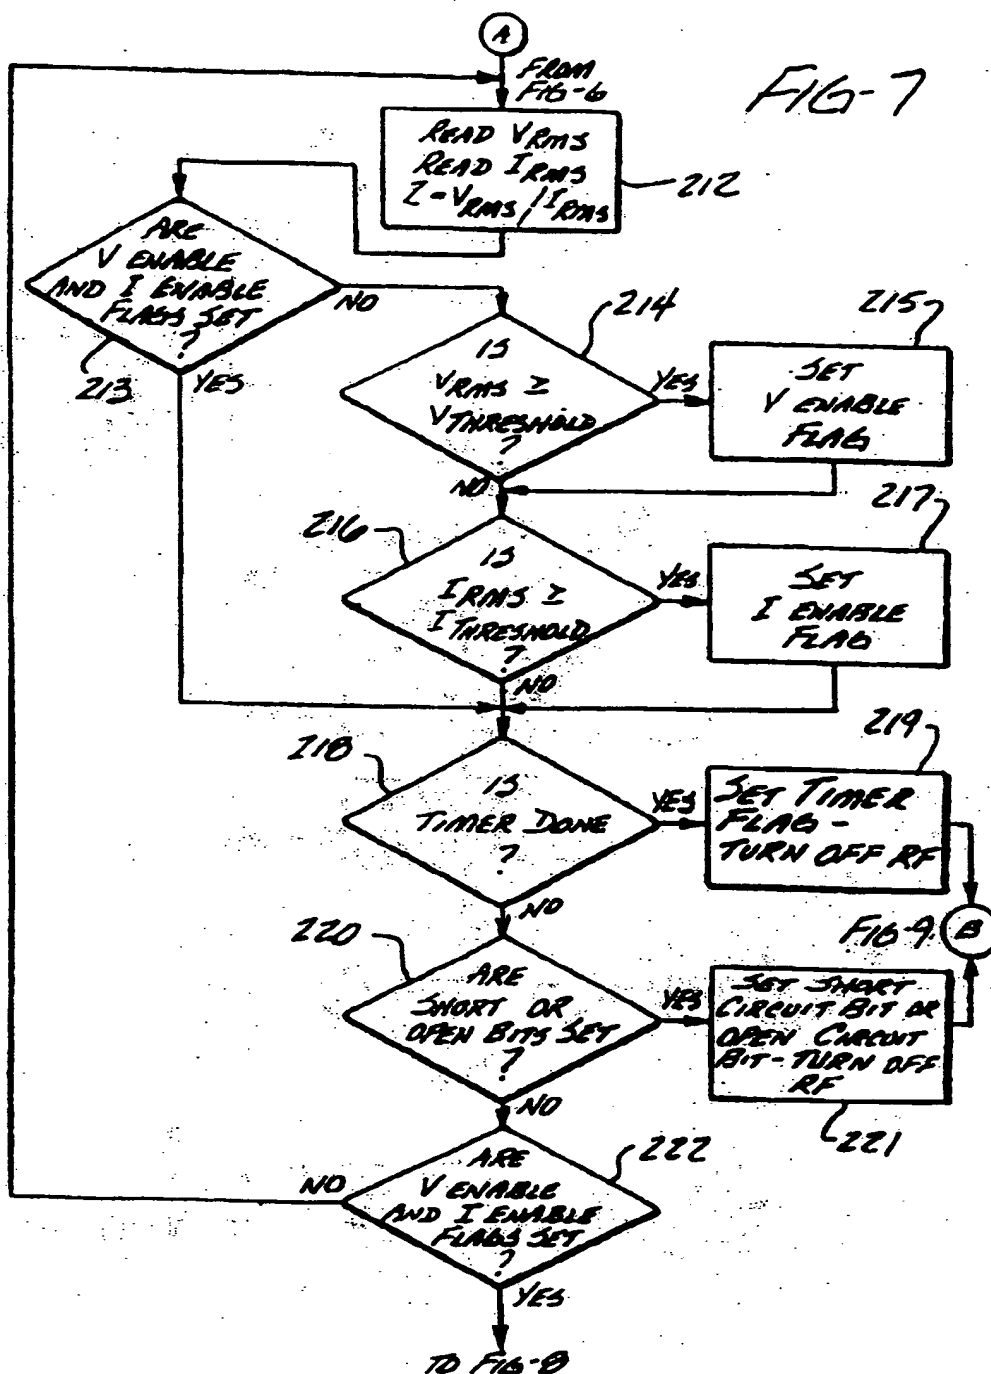 A
FROM
FIG-6
FIG-7
READ VRMS
READ IRMS
Z=VRMS/IRMS
212
ARE
V ENABLE
AND I ENABLE
FLAGS SET
?
213
NO
YES
214
IS
VRMS ≥
VTHRESHOLD
?
YES
NO
215
SET
V ENABLE
FLAG
216
IS
IRMS ≥
ITHRESHOLD
?
YES
NO
217
SET
I ENABLE
FLAG
218
IS
TIMER DONE
?
YES
NO
219
SET TIMER
FLAG -
TURN OFF RF
FIG-9
B
220
ARE
SHORT OR
OPEN BITS SET
?
YES
NO
SET SHORT
CIRCUIT BIT OR
OPEN CIRCUIT
BIT - TURN OFF
RF
221
222
ARE
V ENABLE
AND I ENABLE
FLAGS SET
?
NO
YES
TO FIG-8